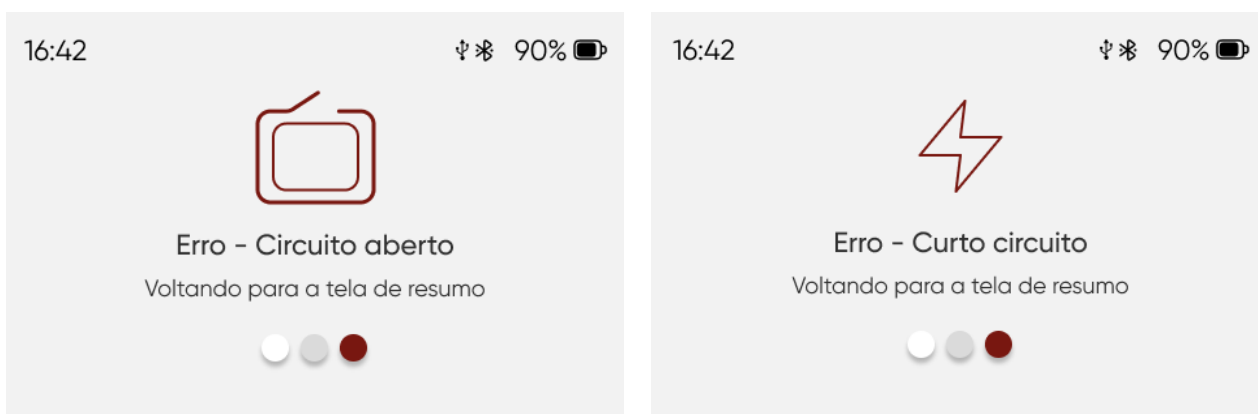 16:42 90%
Erro - Circuito aberto
Voltando para a tela de resumo
16:42 90%
Erro - Curto circuito
Voltando para a tela de resumo